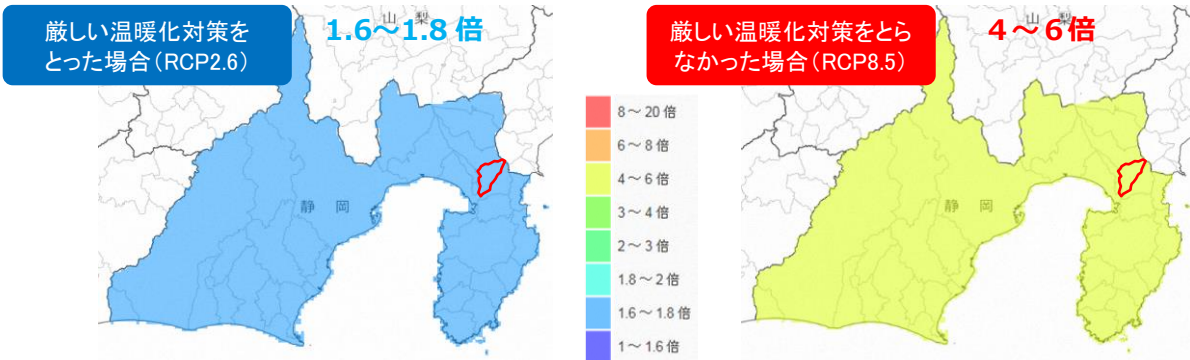 厳しい温暖化対策を
とった場合(RCP2.6)
1.6～1.8 倍
山 梨
静 岡
8～20 倍
6～8 倍
4～6 倍
3～4 倍
2～3 倍
1.8～2 倍
1.6～1.8 倍
1～1.6 倍
厳しい温暖化対策をとら
なかった場合(RCP8.5)
4～6倍
山 梨
静 岡